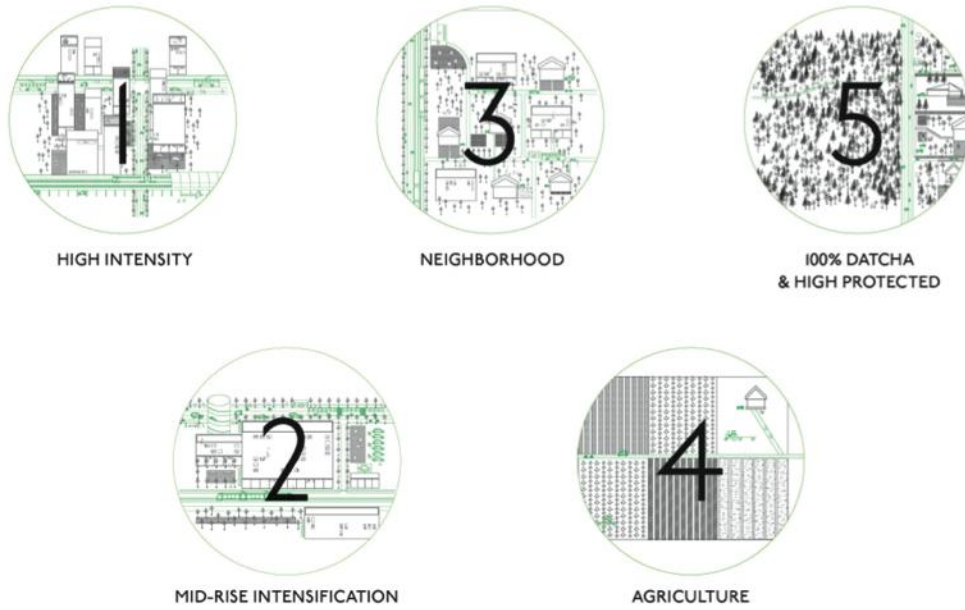 1
3
5
HIGH INTENSITY
NEIGHBORHOOD
100% DATCHA
& HIGH PROTECTED
2
4
MID-RISE INTENSIFICATION
AGRICULTURE